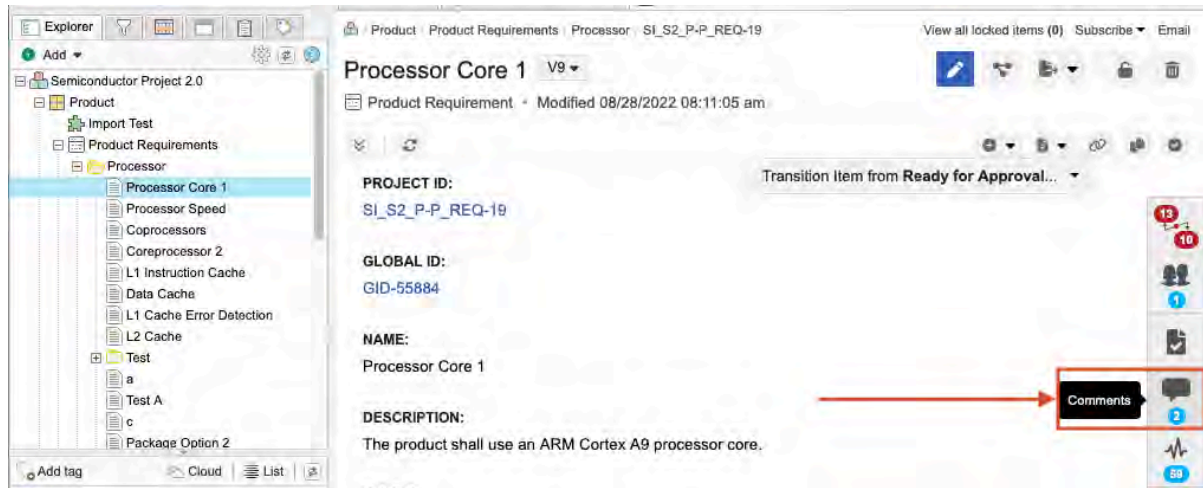 Explorer
Add
Semiconductor Project 2.0
Product
Import Test
Product Requirements
Processor
Processor Core 1
Processor Speed
Coprocessors
Coreprocessor 2
L1 Instruction Cache
Data Cache
L1 Cache Error Detection
L2 Cache
Test
a
Test A
c
Package Option 2
Add tag Cloud List
Product Product Requirements Processor SI_S2_P-P_REQ-19
View all locked items (0) Subscribe Email
Processor Core 1 V9
Product Requirement • Modified 08/28/2022 08:11:05 am
Transition item from Ready for Approval...
PROJECT ID:
SI_S2_P-P_REQ-19
GLOBAL ID:
GID-55884
NAME:
Processor Core 1
DESCRIPTION:
The product shall use an ARM Cortex A9 processor core.
13
10
1
Comments
2
59